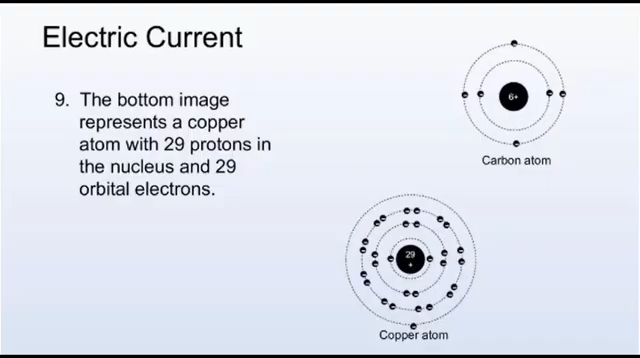 Electric Current
9. The bottom image
represents a copper
atom with 29 protons in
the nucleus and 29
orbital electrons.
6+
Carbon atom
29
+
Copper atom